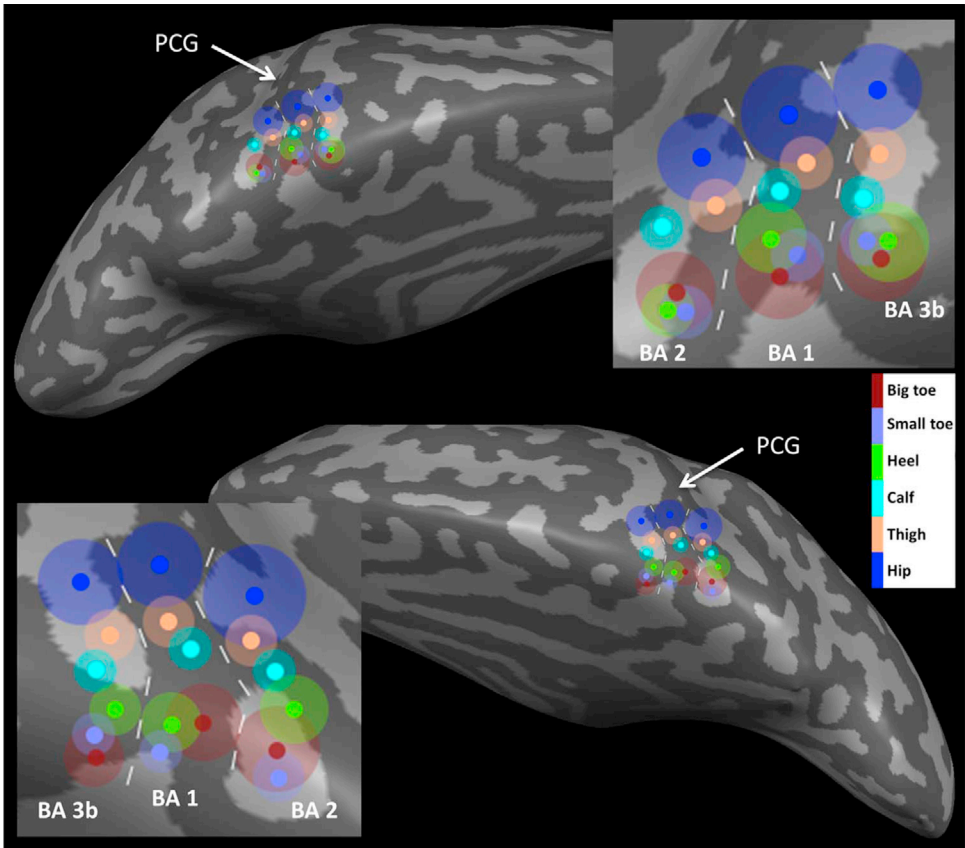 PCG
BA 3b
BA 2
BA 1
Big toe
Small toe
Heel
Calf
Thigh
Hip
PCG
BA 3b
BA 1
BA 2